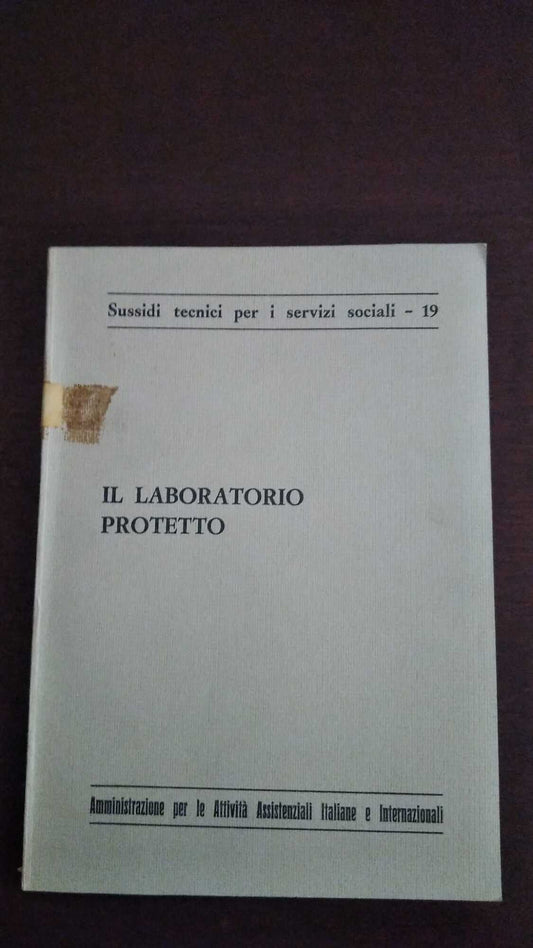 Sussidi tecnici per i servizi sociali - 19
IL LABORATORIO
PROTETTO
Amministrazione per le Attività Assistenziali Italiane e Internazionali